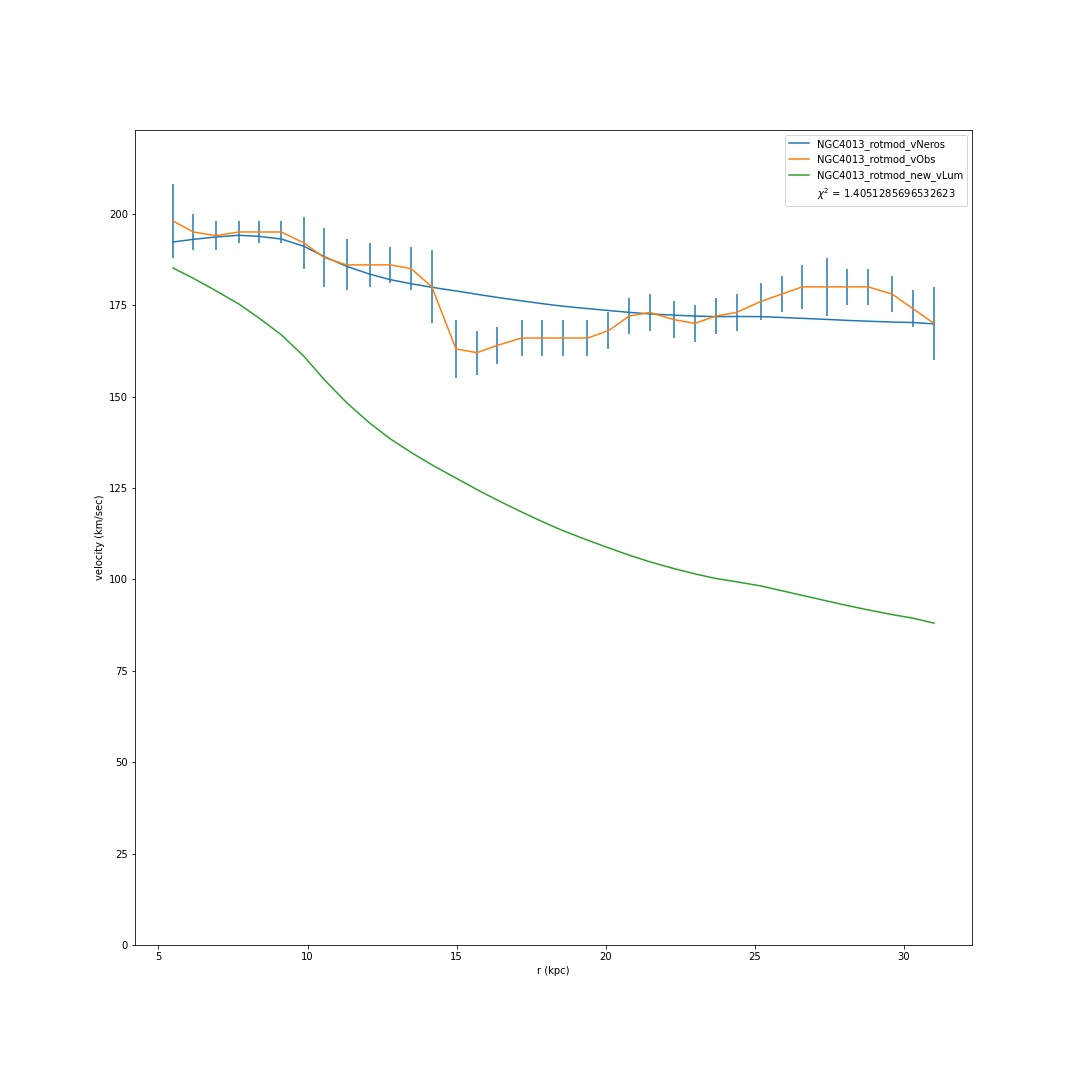 NGC4013_rotmod_vNeros
NGC4013_rotmod_vObs
NGC4013_rotmod_new_vLum
χ² = 1.4051285696532623
200
175
150
125
100
75
50
25
0
velocity (km/sec)
5 10 15 20 25 30
r (kpc)